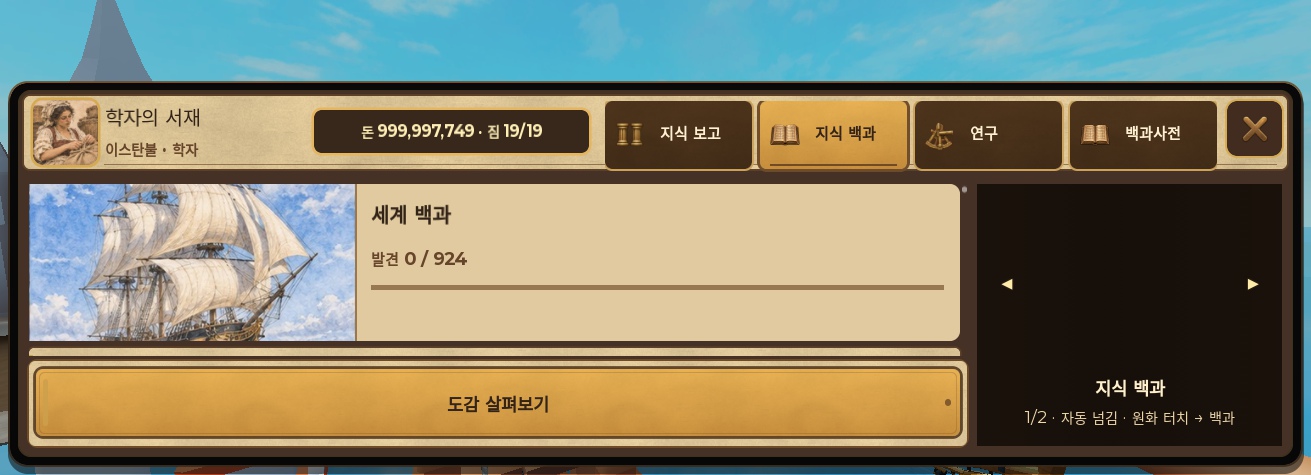 학자의 서재
이스탄불 · 학자
돈 999,997,749 · 짐 19/19
지식 보고
지식 백과
연구
백과사전
세계 백과
발견 0 / 924
도감 살펴보기
◀ ▶
지식 백과
1/2 · 자동 넘김 · 원화 터치 → 백과